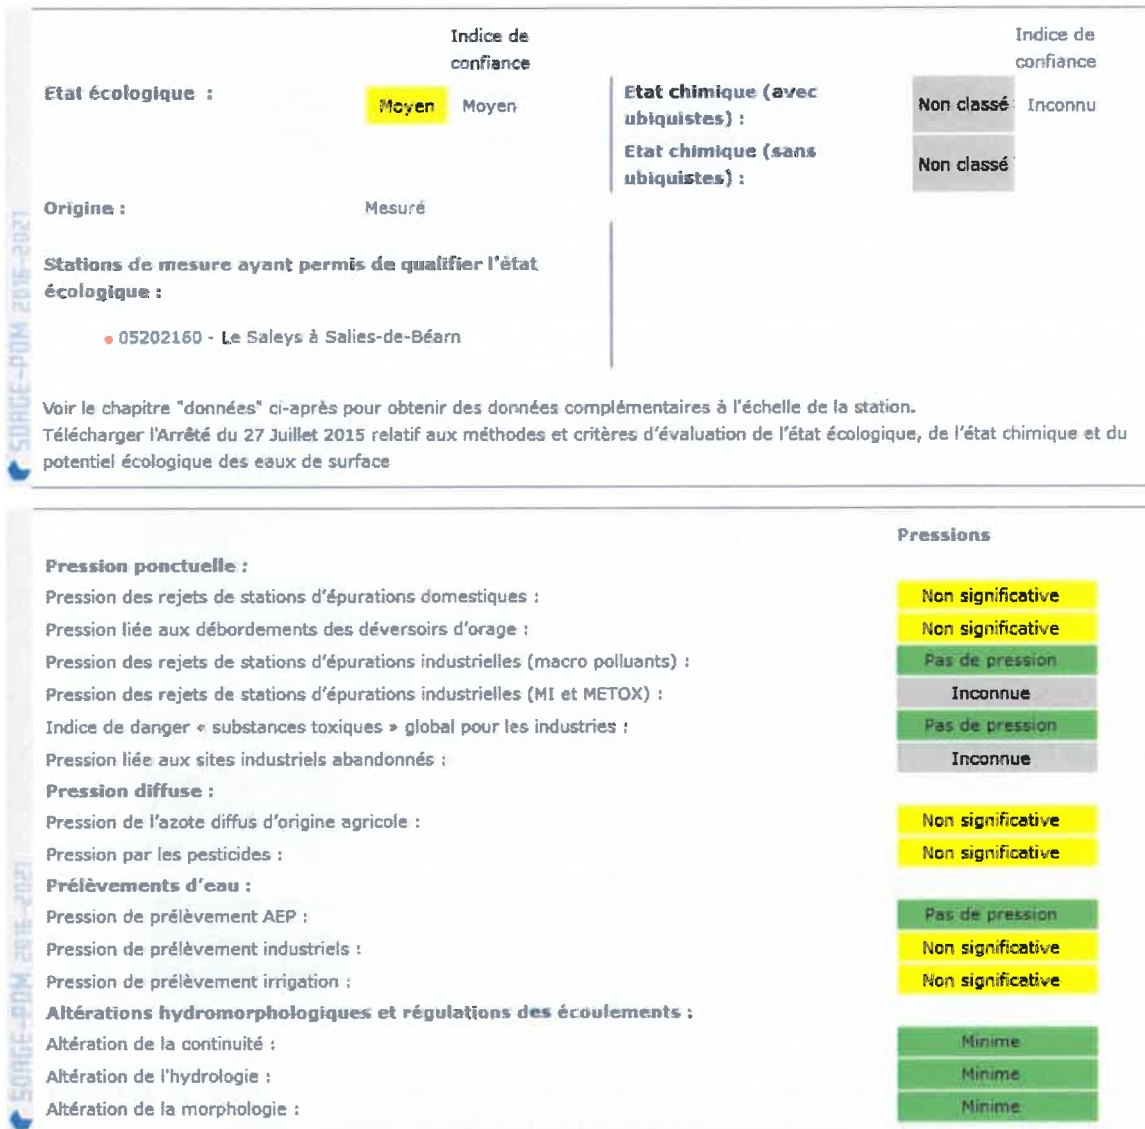 Indice de
confiance
Etat écologique :
Moyen
Moyen
Indice de
confiance
Etat chimique (avec
ubiquistes) :
Non classé
Inconnu
Etat chimique (sans
ubiquistes) :
Non classé
Origine :
Mesuré
Stations de mesure ayant permis de qualifier l'état
écologique :
05202160 - Le Saleys à Salies-de-Béarn
Voir le chapitre "données" ci-après pour obtenir des données complémentaires à l'échelle de la station.
Télécharger l'Arrêté du 27 Juillet 2015 relatif aux méthodes et critères d'évaluation de l'état écologique, de l'état chimique et du
potentiel écologique des eaux de surface
SDAGE-PDM 2016-2021
Pressions
Pression ponctuelle :
Pression des rejets de stations d'épurations domestiques : Non significative
Pression liée aux débordements des déversoirs d'orage : Non significative
Pression des rejets de stations d'épurations industrielles (macro polluants) : Pas de pression
Pression des rejets de stations d'épurations industrielles (MI et METOX) : Inconnue
Indice de danger « substances toxiques » global pour les industries : Pas de pression
Pression liée aux sites industriels abandonnés : Inconnue
Pression diffuse :
Pression de l'azote diffus d'origine agricole : Non significative
Pression par les pesticides : Non significative
Prélèvements d'eau :
Pression de prélèvement AEP : Pas de pression
Pression de prélèvement industriels : Non significative
Pression de prélèvement irrigation : Non significative
Altérations hydromorphologiques et régulations des écoulements :
Altération de la continuité : Minime
Altération de l'hydrologie : Minime
Altération de la morphologie : Minime
SDAGE-PDM 2016-2021